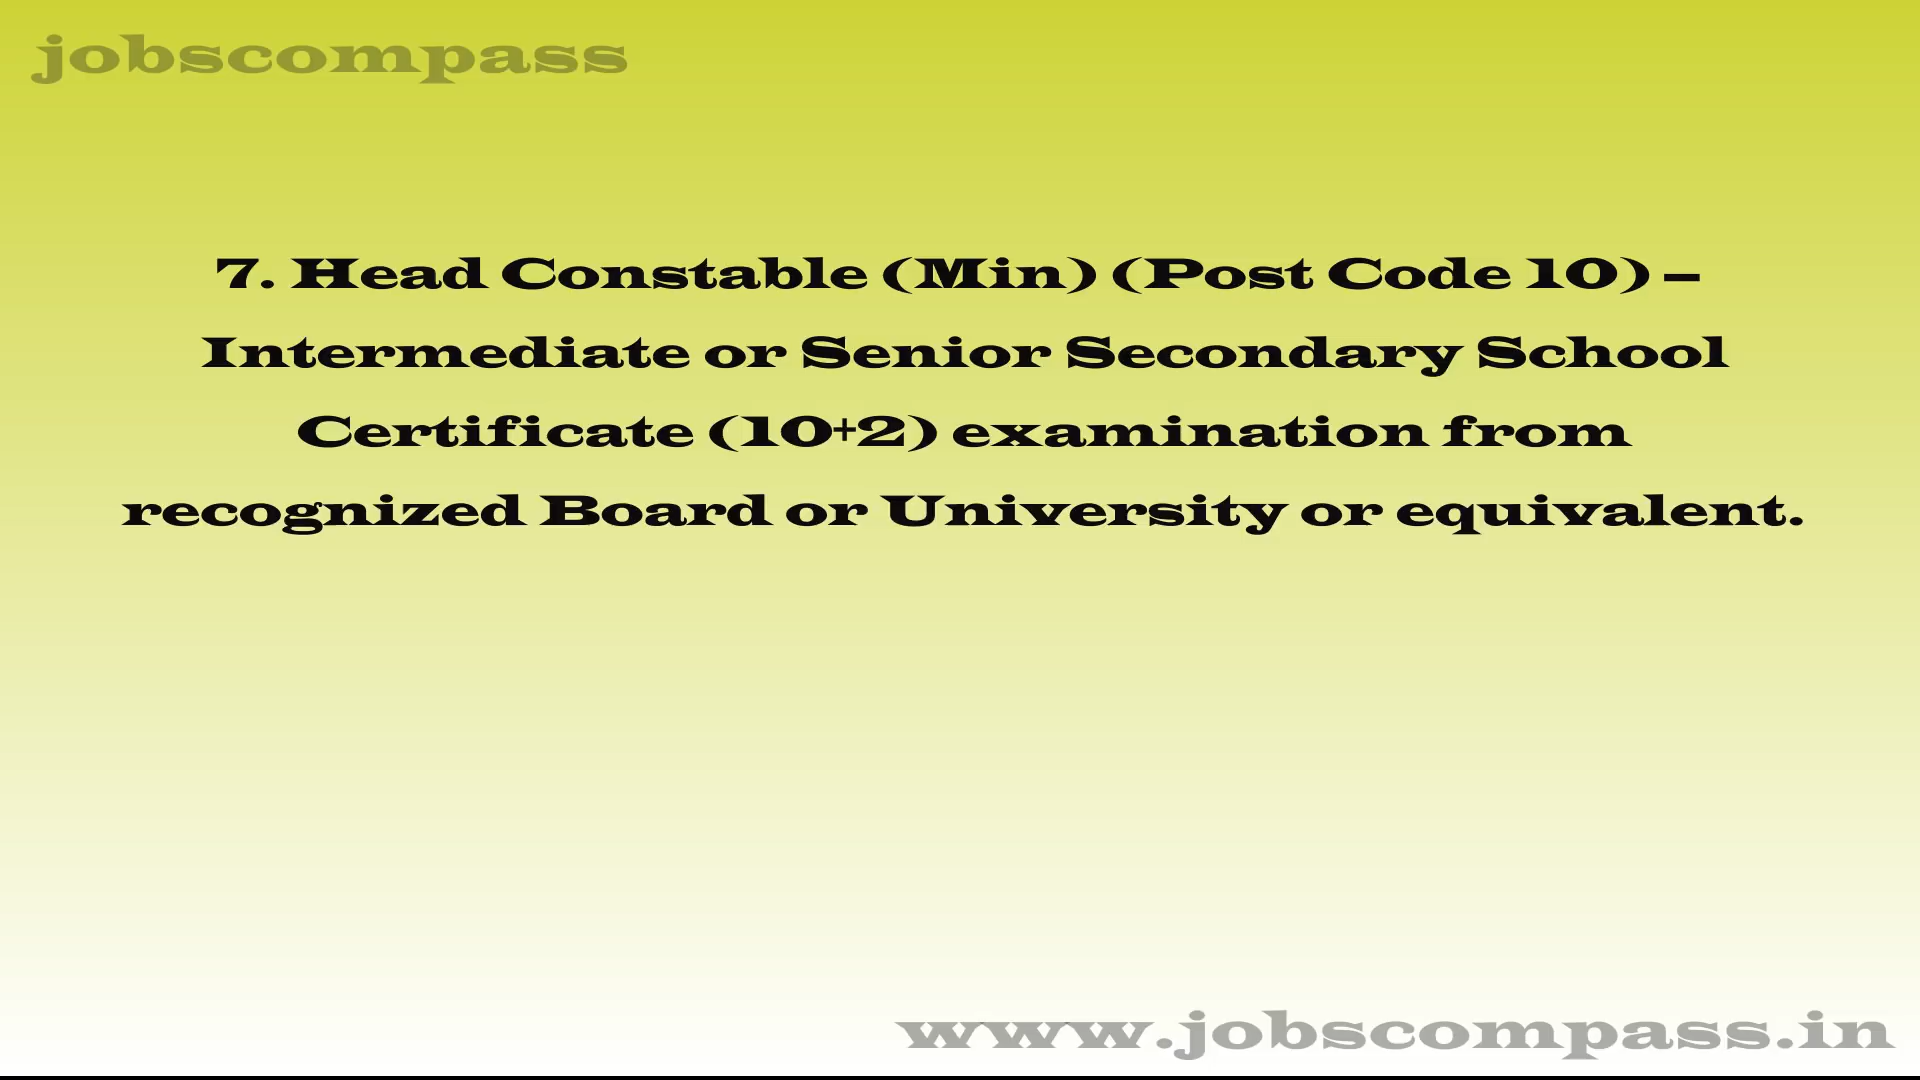 jobscompass
7. Head Constable (Min) (Post Code 10) –
Intermediate or Senior Secondary School
Certificate (10+2) examination from
recognized Board or University or equivalent.
www.jobscompass.in